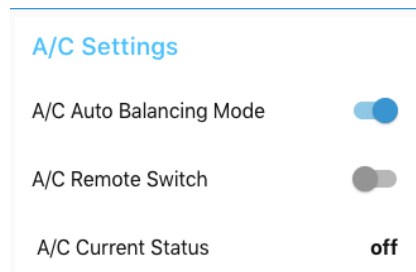 A/C Settings
A/C Auto Balancing Mode
A/C Remote Switch
A/C Current Status off